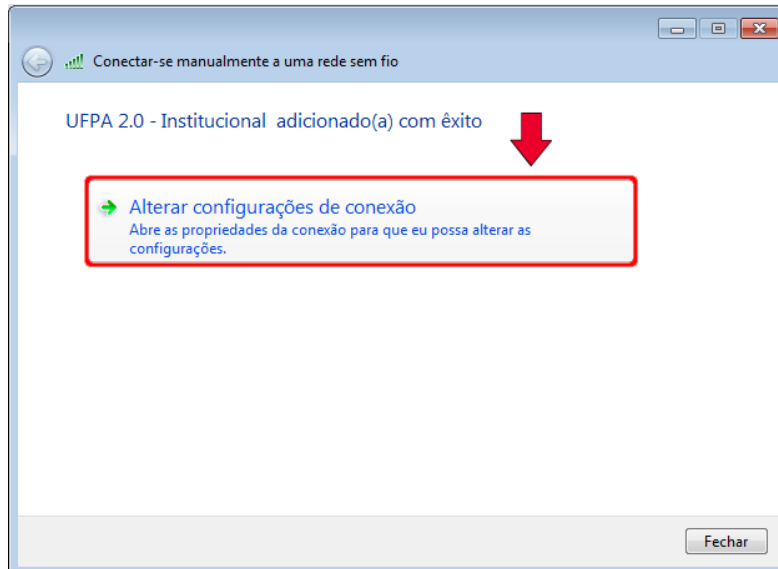 Conectar-se manualmente a uma rede sem fio
UFPA 2.0 - Institucional adicionado(a) com êxito
Alterar configurações de conexão
Abre as propriedades da conexão para que eu possa alterar as
configurações.
Fechar